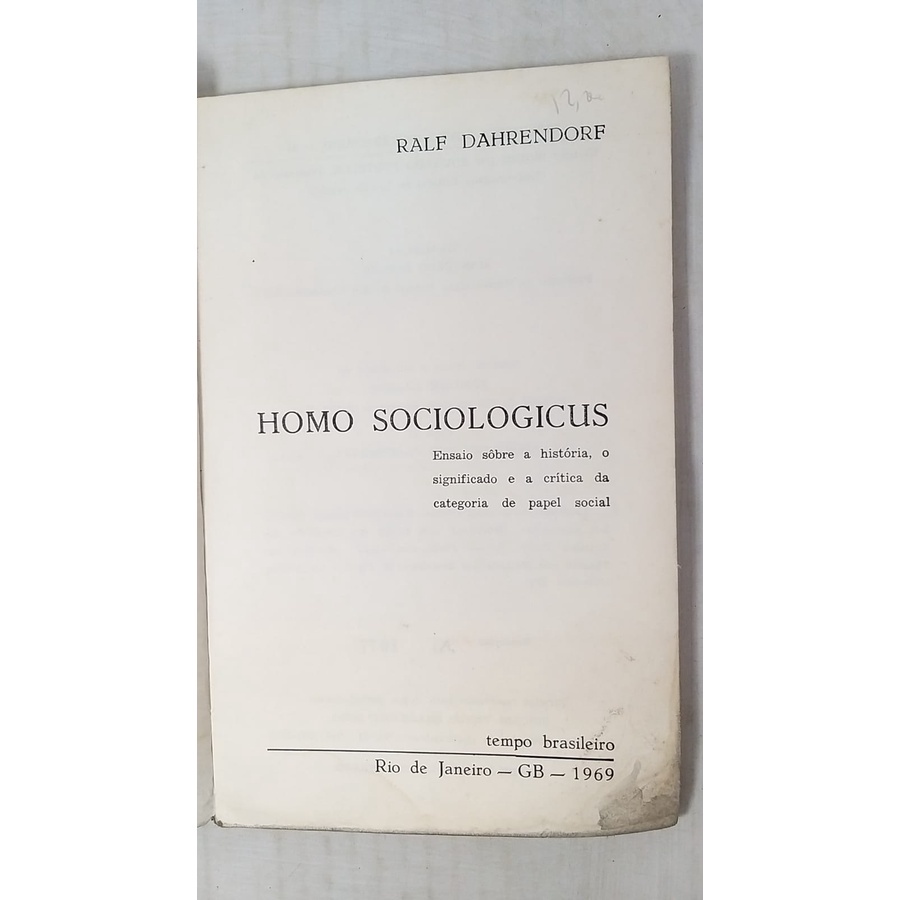 RALF DAHRENDORF
HOMO SOCIOLOGICUS
Ensaio sôbre a história, o
significado e a crítica da
categoria de papel social
tempo brasileiro
Rio de Janeiro — GB — 1969